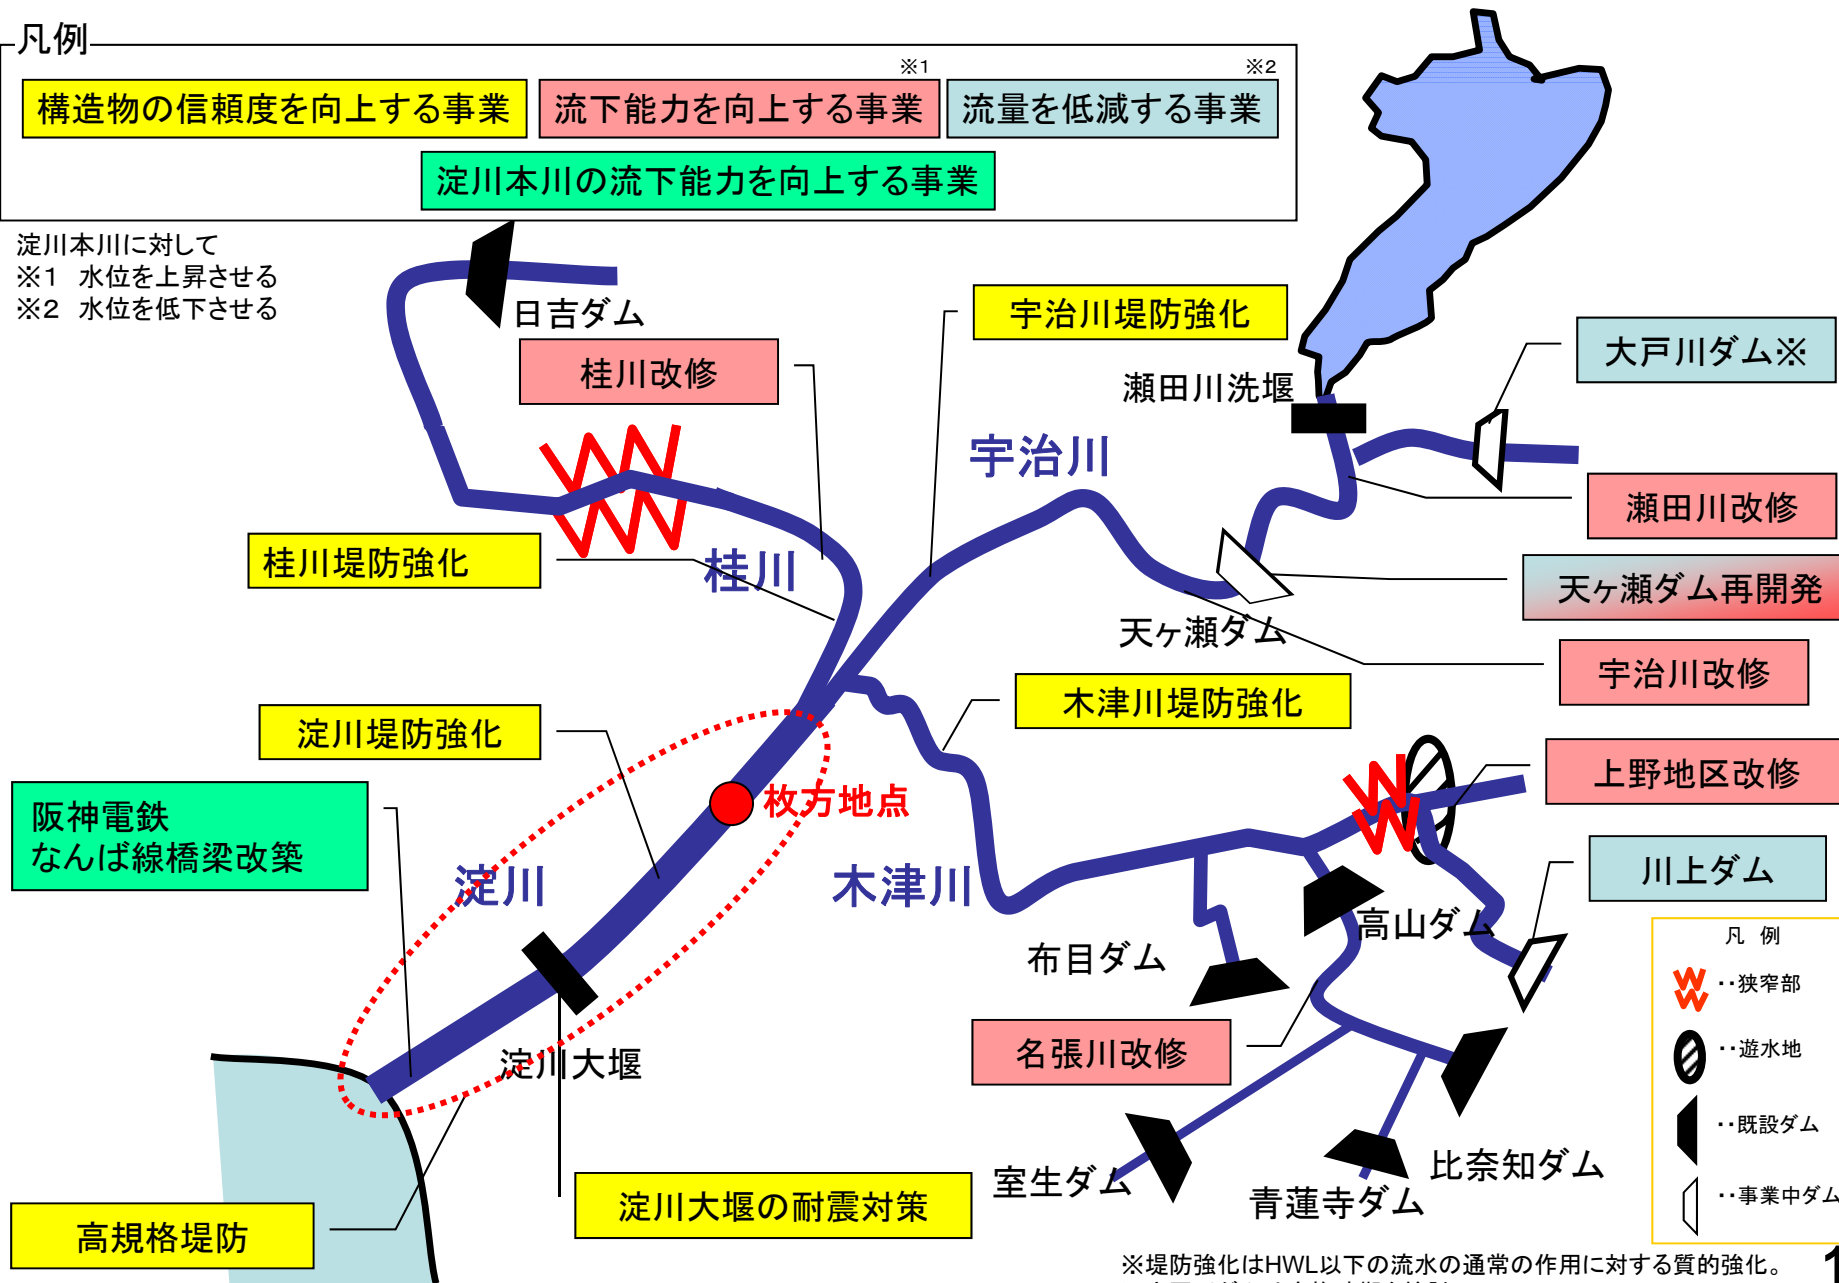 凡例
※1
※2
構造物の信頼度を向上する事業
流下能力を向上する事業
流量を低減する事業
淀川本川の流下能力を向上する事業
淀川本川に対して
※1 水位を上昇させる
※2 水位を低下させる
日吉ダム
宇治川堤防強化
桂川改修
大戸川ダム※
瀬田川洗堰
宇治川
瀬田川改修
桂川堤防強化
桂川
天ヶ瀬ダム再開発
天ヶ瀬ダム
宇治川改修
木津川堤防強化
淀川堤防強化
上野地区改修
枚方地点
阪神電鉄
なんば線橋梁改築
淀川
木津川
川上ダム
高山ダム
布目ダム
凡 例
‥狭窄部
‥遊水地
‥既設ダム
‥事業中ダム
名張川改修
淀川大堰
室生ダム
青蓮寺ダム
比奈知ダム
淀川大堰の耐震対策
高規格堤防
※堤防強化はHWL以下の流水の通常の作用に対する質的強化。